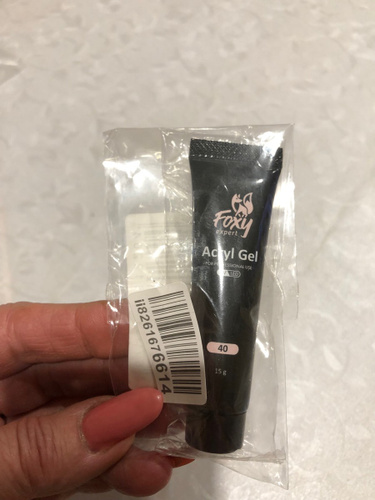 Foxy
expert
Acryl Gel
40
15 g
ii8261676614